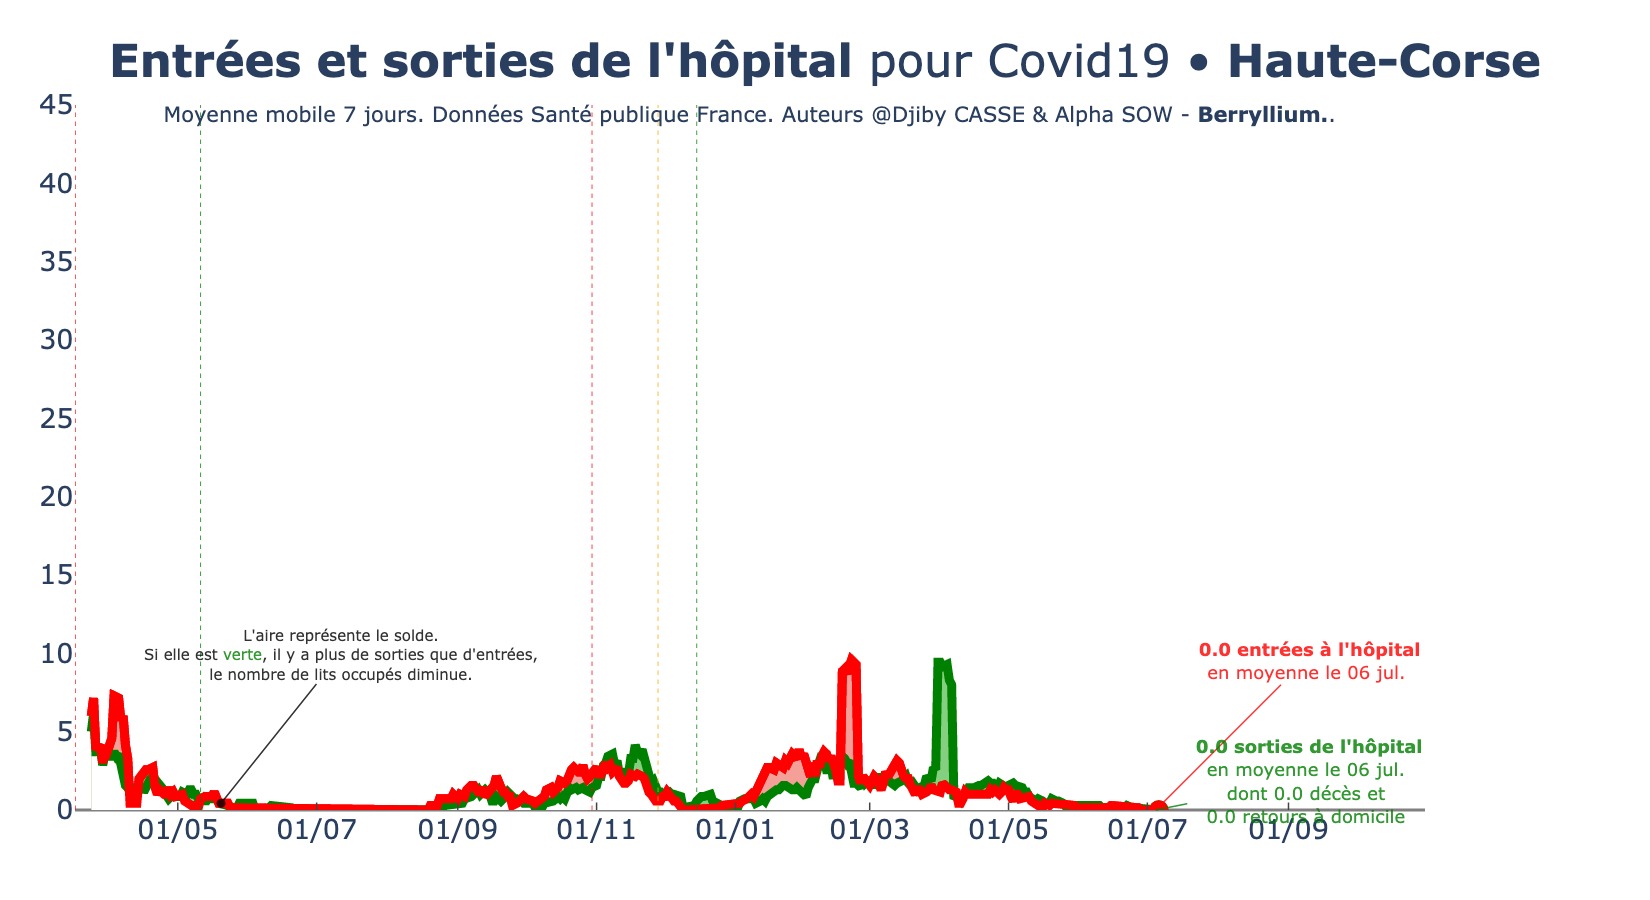 Entrées et sorties de l'hôpital pour Covid19 • Haute-Corse
Moyenne mobile 7 jours. Données Santé publique France. Auteurs @Djiby CASSE & Alpha SOW - Berryllium..
45
40
35
30
25
20
15
10
5
0
L'aire représente le solde.
Si elle est verte, il y a plus de sorties que d'entrées,
le nombre de lits occupés diminue.
0.0 entrées à l'hôpital
en moyenne le 06 jul.
0.0 sorties de l'hôpital
en moyenne le 06 jul.
dont 0.0 décès et
0.0 retours à domicile
01/05
01/07
01/09
01/11
01/01
01/03
01/05
01/07
01/09